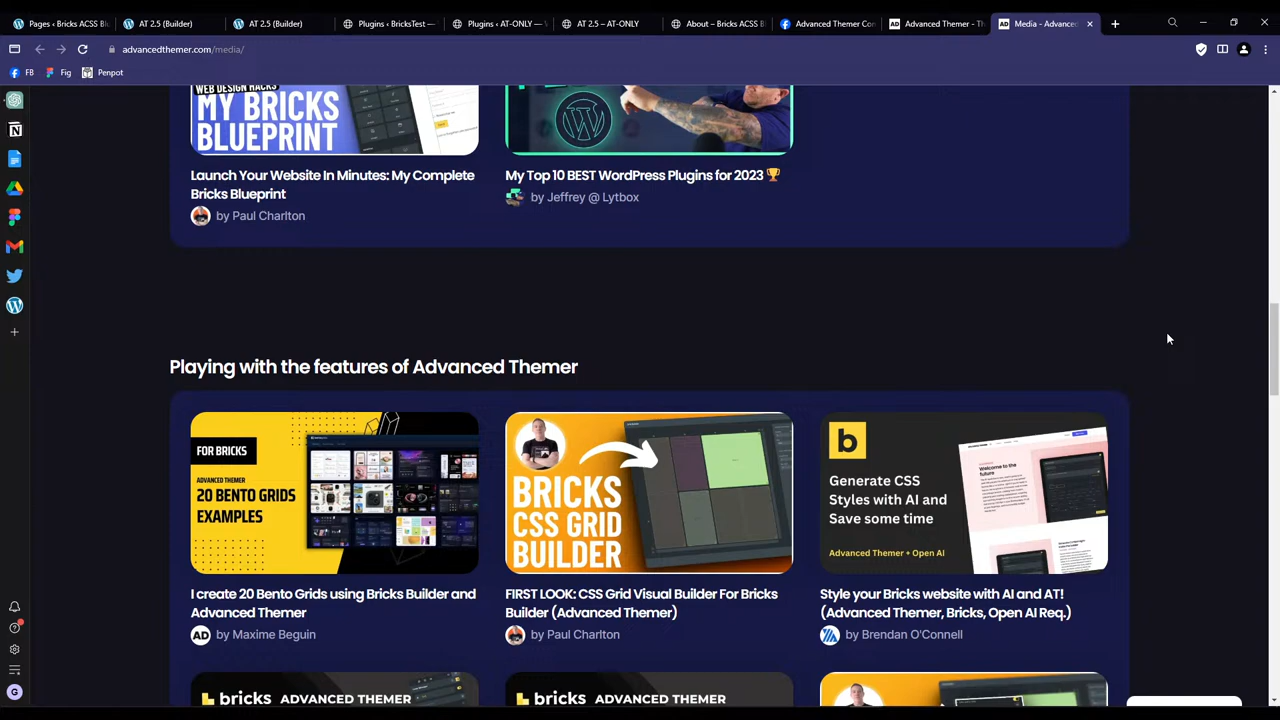 Pages ‹ Bricks ACSS Bl
AT 2.5 (Builder)
AT 2.5 (Builder)
Plugins ‹ BricksTest —
Plugins ‹ AT-ONLY — 
AT 2.5 – AT-ONLY
About – Bricks ACSS B
Advanced Themer Con
Advanced Themer - Th
Media - Advance
advancedthemer.com/media/
FB
Fig
Penpot
WEB DESIGN HACKS
MY BRICKS
BLUEPRINT
Launch Your Website In Minutes: My Complete
Bricks Blueprint
by Paul Charlton
My Top 10 BEST WordPress Plugins for 2023 🏆
by Jeffrey @ Lytbox
Playing with the features of Advanced Themer
FOR BRICKS
ADVANCED THEMER
20 BENTO GRIDS
EXAMPLES
I create 20 Bento Grids using Bricks Builder and
Advanced Themer
AD by Maxime Beguin
BRICKS
CSS GRID
BUILDER
FIRST LOOK: CSS Grid Visual Builder For Bricks
Builder (Advanced Themer)
by Paul Charlton
b
Generate CSS
Styles with AI and
Save some time
Advanced Themer + Open AI
Welcome to the
future
Style your Bricks website with AI and AT!
(Advanced Themer, Bricks, Open AI Req.)
by Brendan O'Connell
bricks ADVANCED THEMER
bricks ADVANCED THEMER
G